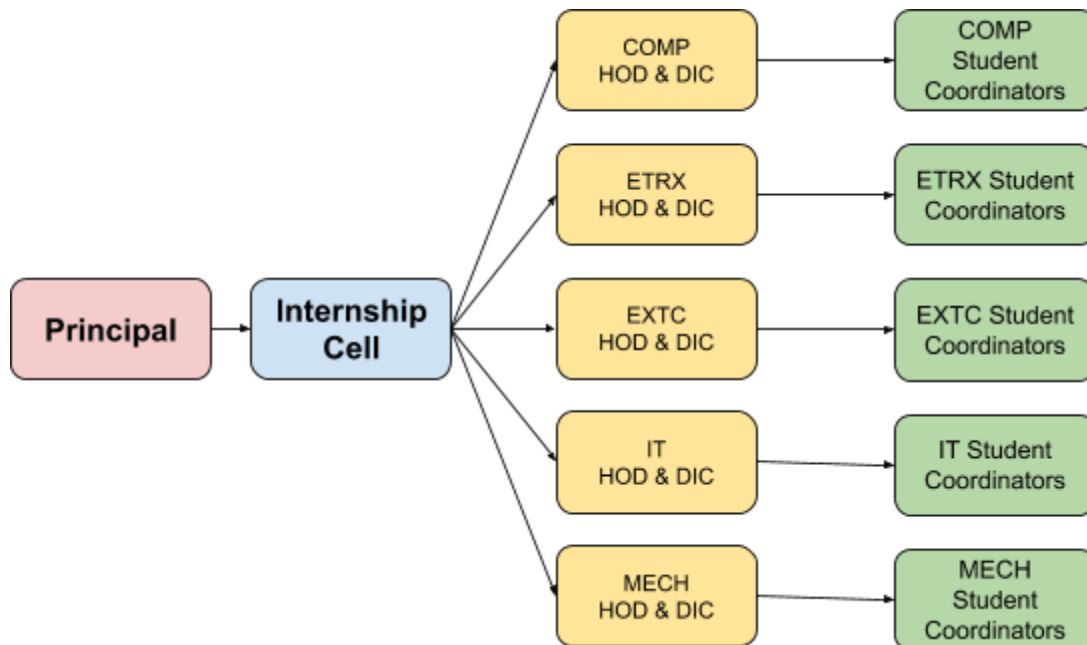 Principal
Internship
Cell
COMP
HOD & DIC
ETRX
HOD & DIC
EXTC
HOD & DIC
IT
HOD & DIC
MECH
HOD & DIC
COMP
Student
Coordinators
ETRX Student
Coordinators
EXTC Student
Coordinators
IT Student
Coordinators
MECH
Student
Coordinators